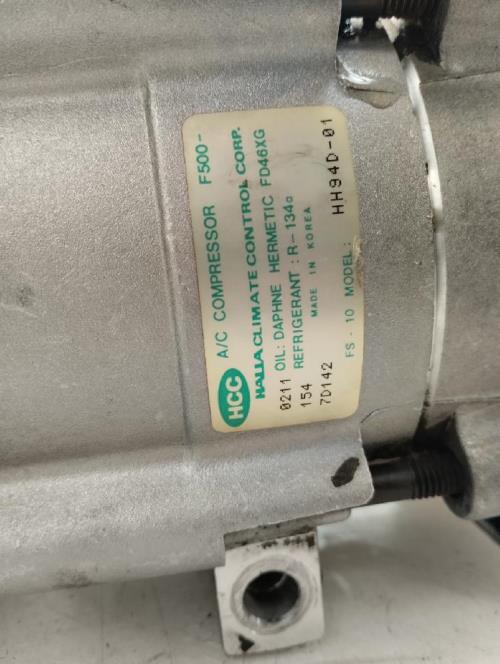 HCC A/C COMPRESSOR F500-
HALLA CLIMATE CONTROL CORP.
0211 OIL: DAPHNE HERMETIC FD46XG
REFRIGERANT : R-134a
154 MADE IN KOREA
7D142 HH94D-01
FS - 10 MODEL: